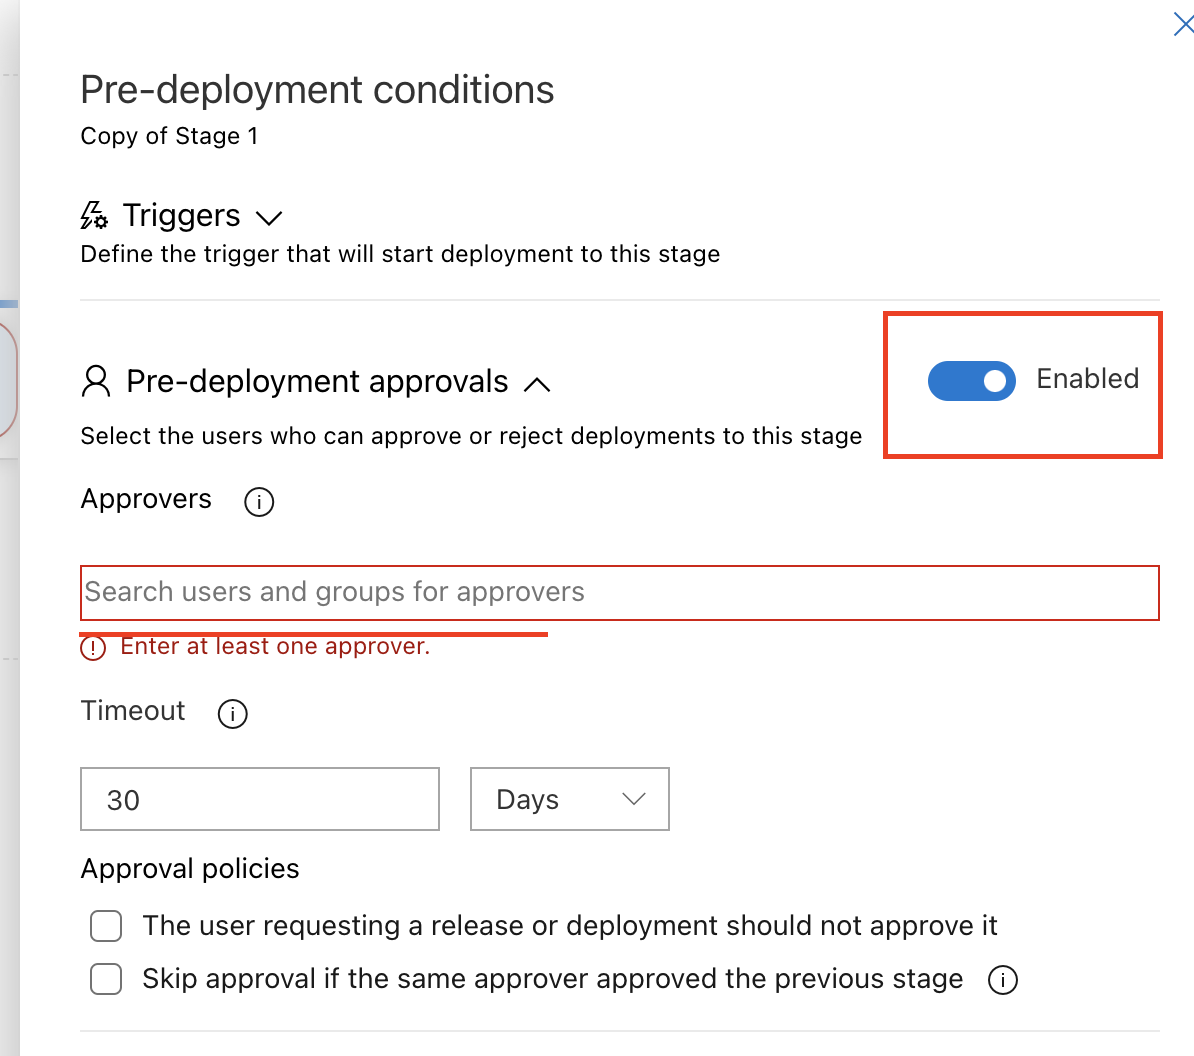 Pre-deployment conditions
Copy of Stage 1
Triggers
Define the trigger that will start deployment to this stage
Pre-deployment approvals
Enabled
Select the users who can approve or reject deployments to this stage
Approvers
Search users and groups for approvers
Enter at least one approver.
Timeout
30 Days
Approval policies
The user requesting a release or deployment should not approve it
Skip approval if the same approver approved the previous stage